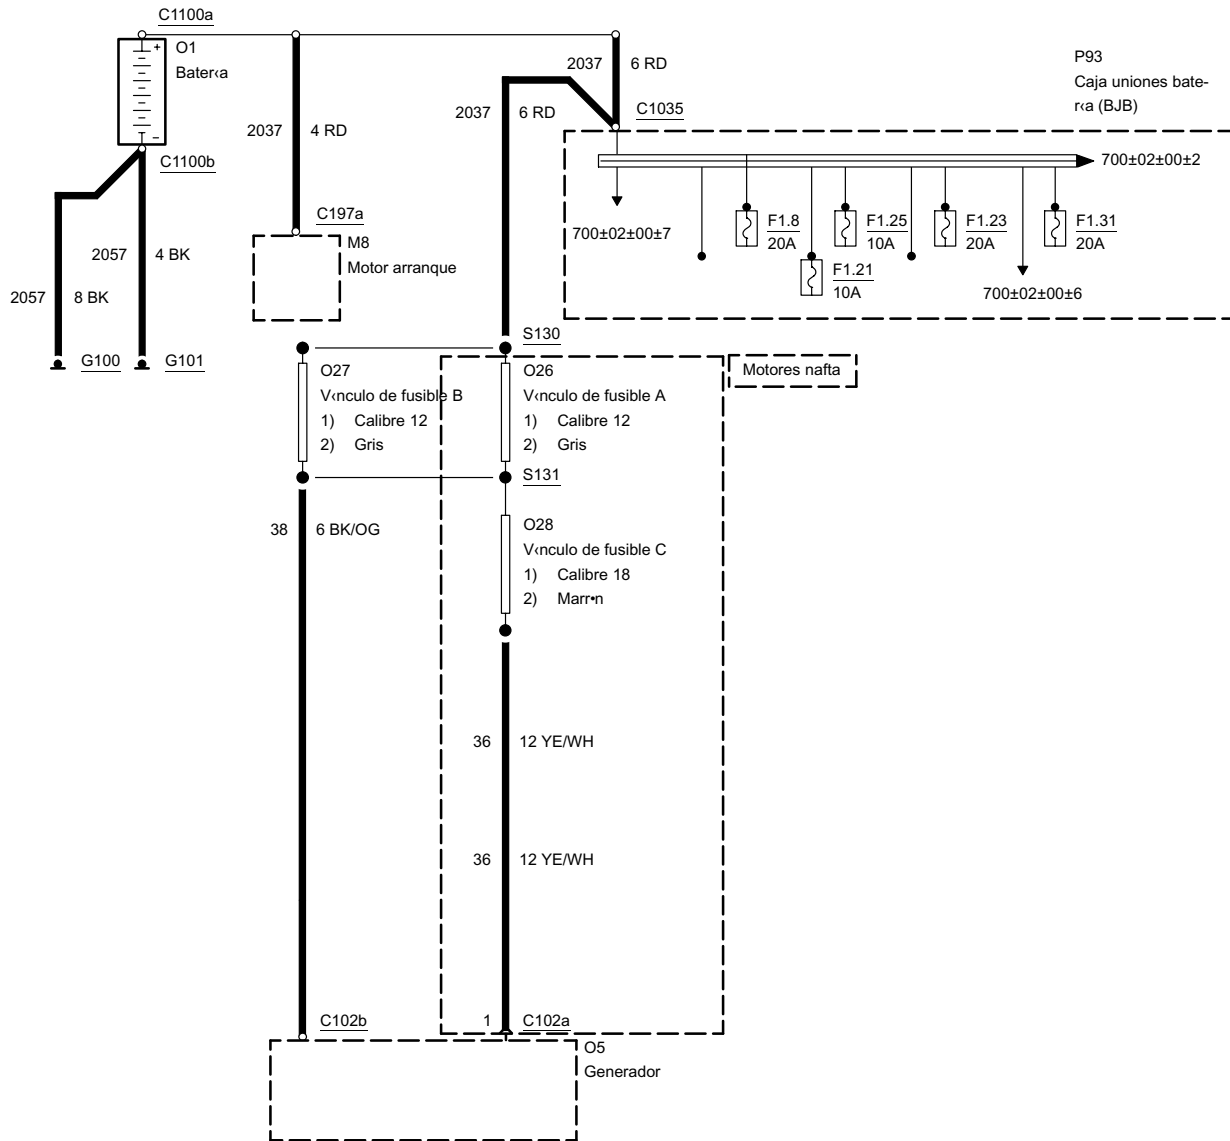 C1100a
O1
Bater‹a
C1100b
2057
4 BK
2057
8 BK
G100
G101
2037
4 RD
C197a
M8
Motor arranque
2037
6 RD
2037
6 RD
C1035
P93
Caja uniones bate-
r‹a (BJB)
700±02±00±2
700±02±00±7
F1.8
20A
F1.21
10A
F1.25
10A
F1.23
20A
700±02±00±6
F1.31
20A
S130
Motores nafta
O27
V‹nculo de fusible B
1) Calibre 12
2) Gris
O26
V‹nculo de fusible A
1) Calibre 12
2) Gris
S131
38
6 BK/OG
O28
V‹nculo de fusible C
1) Calibre 18
2) Marr•n
36
12 YE/WH
36
12 YE/WH
C102b
1
C102a
O5
Generador